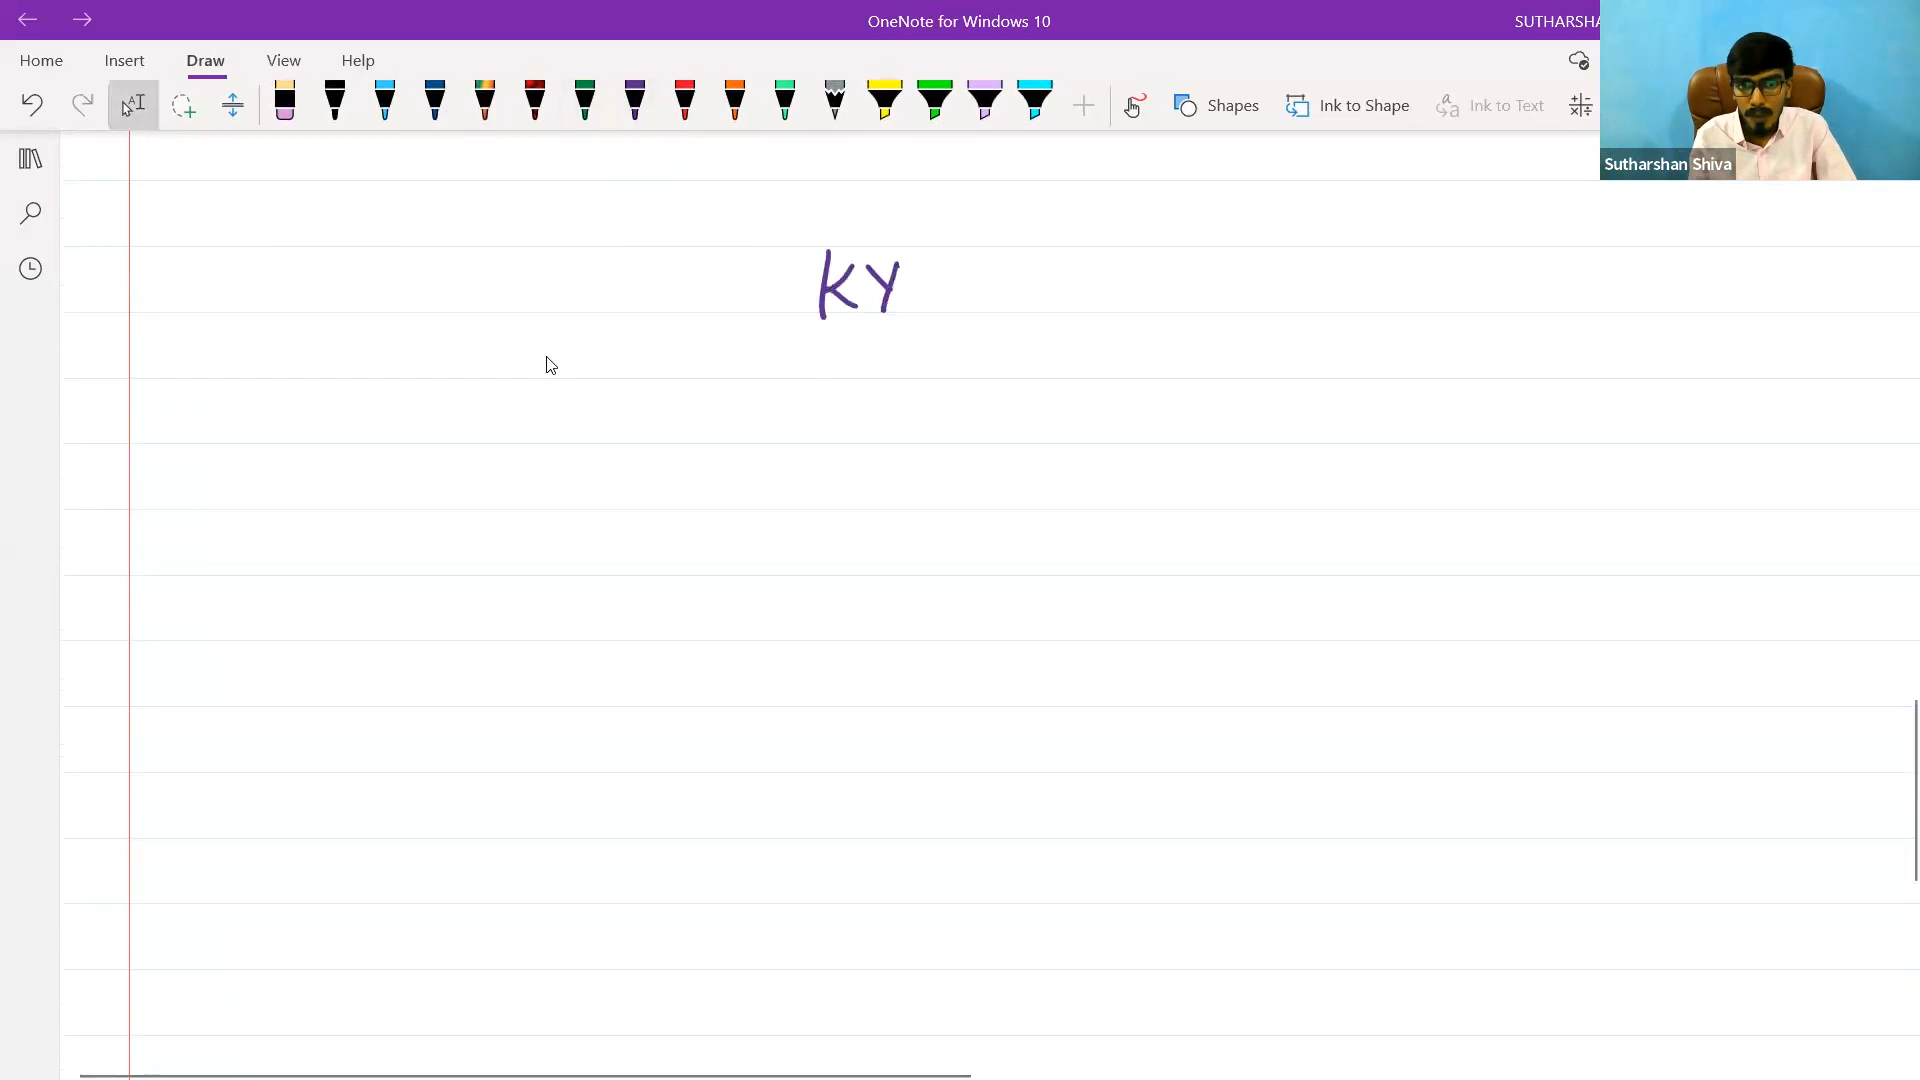 OneNote for Windows 10
SUTHARSHA
Home Insert Draw View Help
Shapes Ink to Shape Ink to Text
Sutharshan Shiva
KY